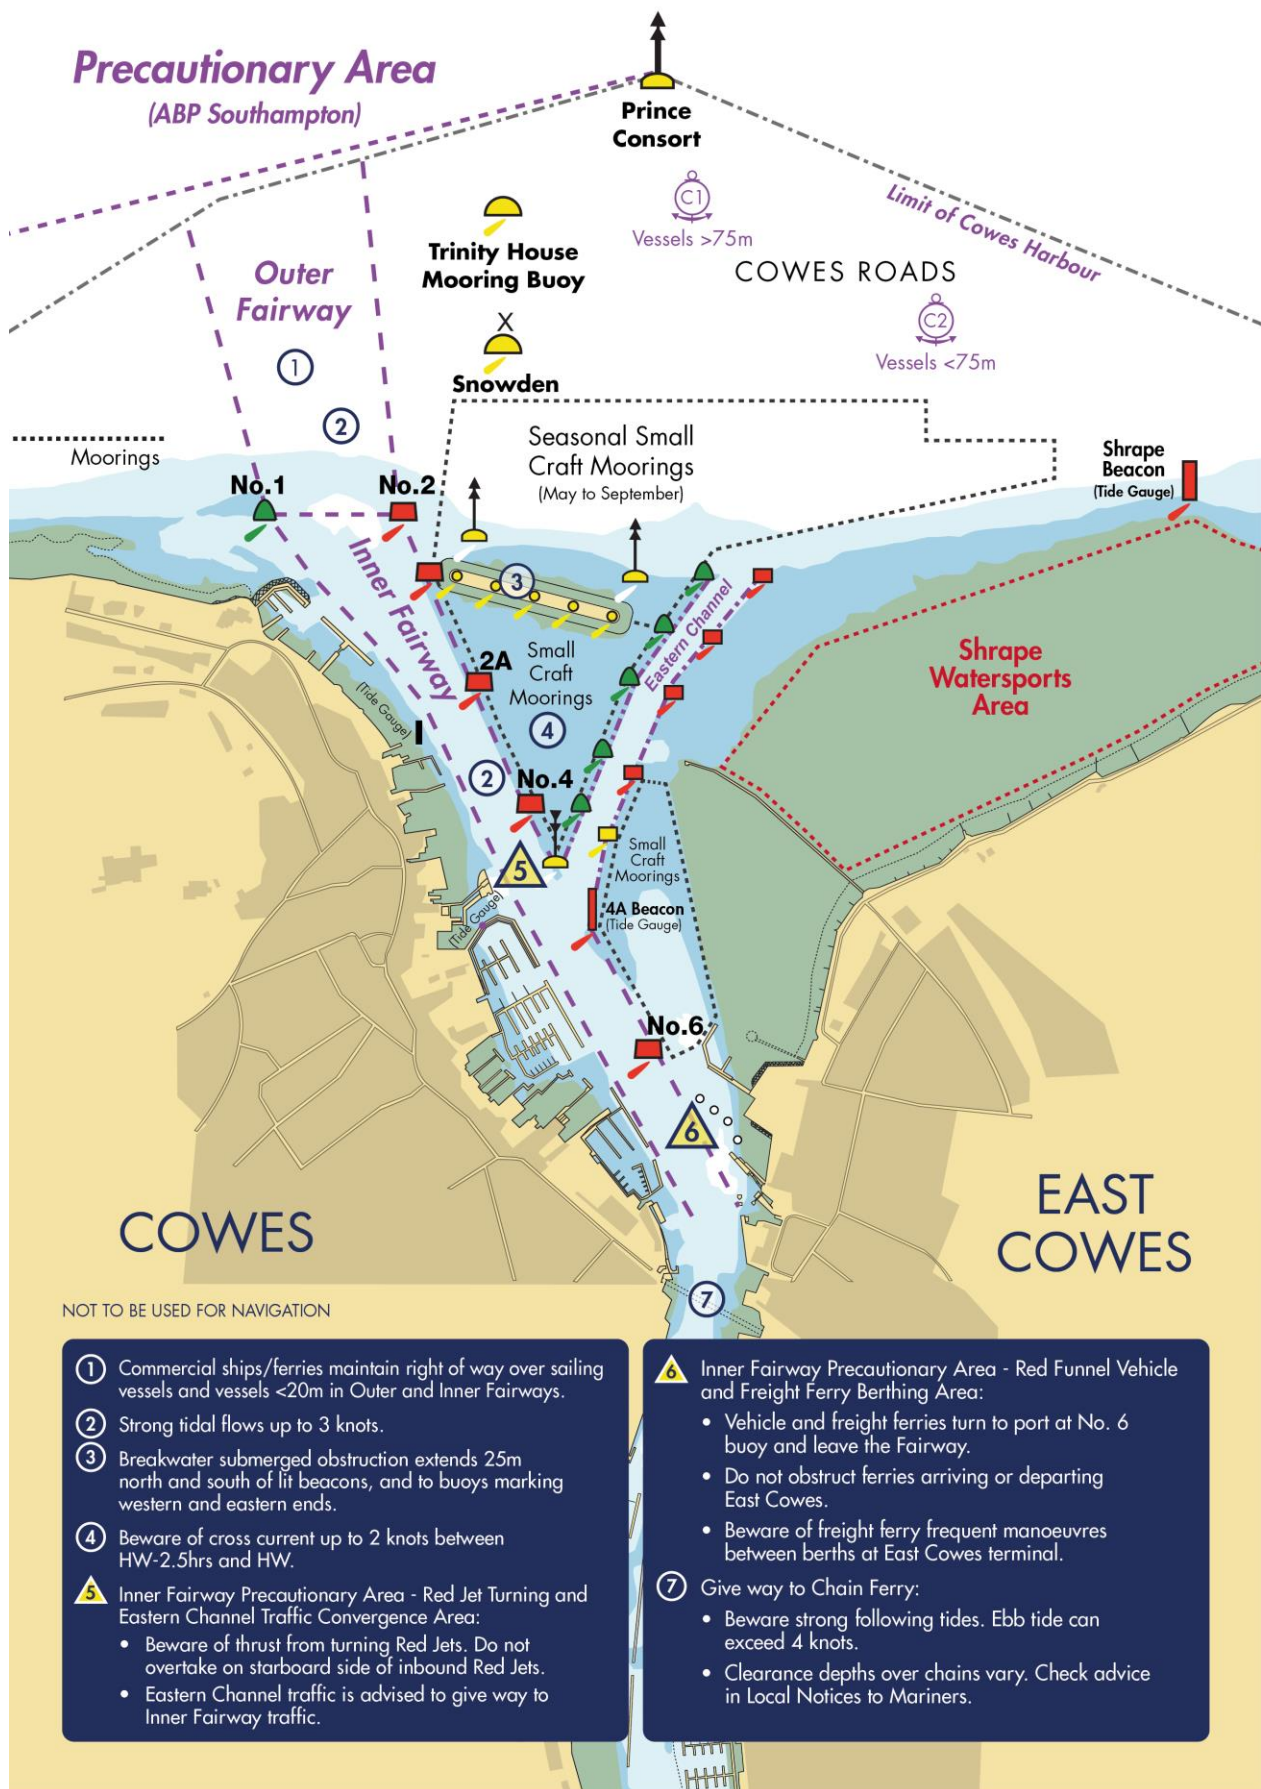 Precautionary Area
(ABP Southampton)
Prince
Consort
C1
Vessels >75m
Limit of Cowes Harbour
Trinity House
Mooring Buoy
COWES ROADS
Outer
Fairway
C2
Vessels <75m
X
Snowden
1
2
Moorings
Seasonal Small
Craft Moorings
(May to September)
Shrape
Beacon
(Tide Gauge)
No.1
No.2
Inner Fairway
3
Eastern Channel
Small
Craft
Moorings
4
2A
(Tide Gauge)
Shrape
Watersports
Area
2
No.4
5
Small
Craft
Moorings
4A Beacon
(Tide Gauge)
(Tide Gauge)
No.6
6
COWES
EAST
COWES
7
NOT TO BE USED FOR NAVIGATION
1 Commercial ships/ferries maintain right of way over sailing
vessels and vessels <20m in Outer and Inner Fairways.
2 Strong tidal flows up to 3 knots.
3 Breakwater submerged obstruction extends 25m
north and south of lit beacons, and to buoys marking
western and eastern ends.
4 Beware of cross current up to 2 knots between
HW-2.5hrs and HW.
5 Inner Fairway Precautionary Area - Red Jet Turning and
Eastern Channel Traffic Convergence Area:
• Beware of thrust from turning Red Jets. Do not
overtake on starboard side of inbound Red Jets.
• Eastern Channel traffic is advised to give way to
Inner Fairway traffic.
6 Inner Fairway Precautionary Area - Red Funnel Vehicle
and Freight Ferry Berthing Area:
• Vehicle and freight ferries turn to port at No. 6
buoy and leave the Fairway.
• Do not obstruct ferries arriving or departing
East Cowes.
• Beware of freight ferry frequent manoeuvres
between berths at East Cowes terminal.
7 Give way to Chain Ferry:
• Beware strong following tides. Ebb tide can
exceed 4 knots.
• Clearance depths over chains vary. Check advice
in Local Notices to Mariners.